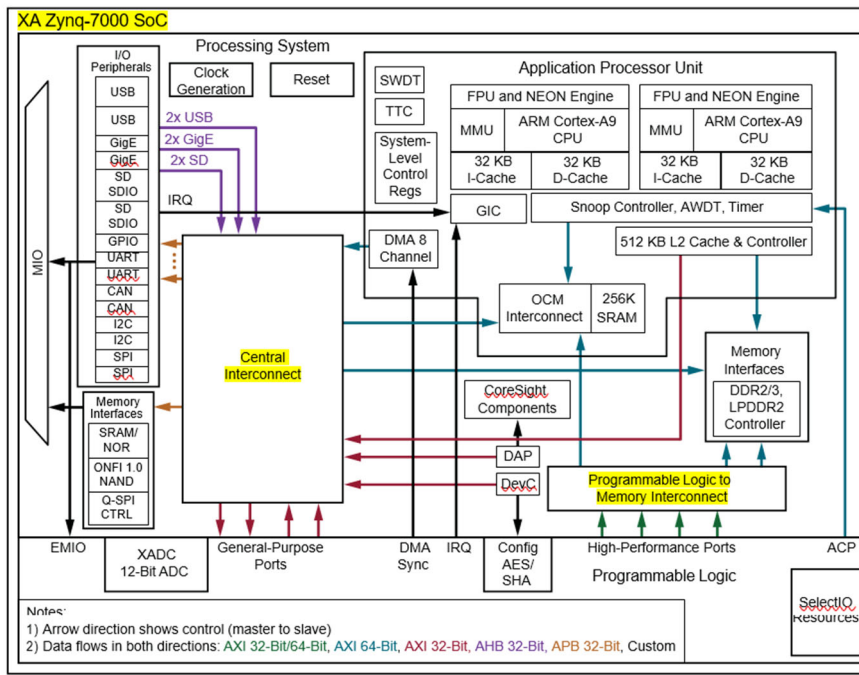 XA Zynq-7000 SoC
Processing System
I/O
Peripherals
USB
USB
GigE
GigE
SD
SDIO
SD
SDIO
GPIO
UART
UART
CAN
CAN
I2C
I2C
SPI
SPI
MIO
Clock
Generation
Reset
2x USB
2x GigE
2x SD
IRQ
SWDT
TTC
System-
Level
Control
Regs
Application Processor Unit
FPU and NEON Engine
MMU
ARM Cortex-A9
CPU
32 KB
I-Cache
32 KB
D-Cache
FPU and NEON Engine
MMU
ARM Cortex-A9
CPU
32 KB
I-Cache
32 KB
D-Cache
GIC
Snoop Controller, AWDT, Timer
DMA 8
Channel
512 KB L2 Cache & Controller
OCM
Interconnect
256K
SRAM
Central
Interconnect
Memory
Interfaces
DDR2/3,
LPDDR2
Controller
CoreSight
Components
DAP
DevC
Programmable Logic to
Memory Interconnect
Memory
Interfaces
SRAM/
NOR
ONFI 1.0
NAND
Q-SPI
CTRL
EMIO
XADC
12-Bit ADC
General-Purpose
Ports
DMA
Sync
IRQ
Config
AES/
SHA
High-Performance Ports
ACP
Programmable Logic
SelectIO
Resources
Notes:
1) Arrow direction shows control (master to slave)
2) Data flows in both directions: AXI 32-Bit/64-Bit, AXI 64-Bit, AXI 32-Bit, AHB 32-Bit, APB 32-Bit, Custom